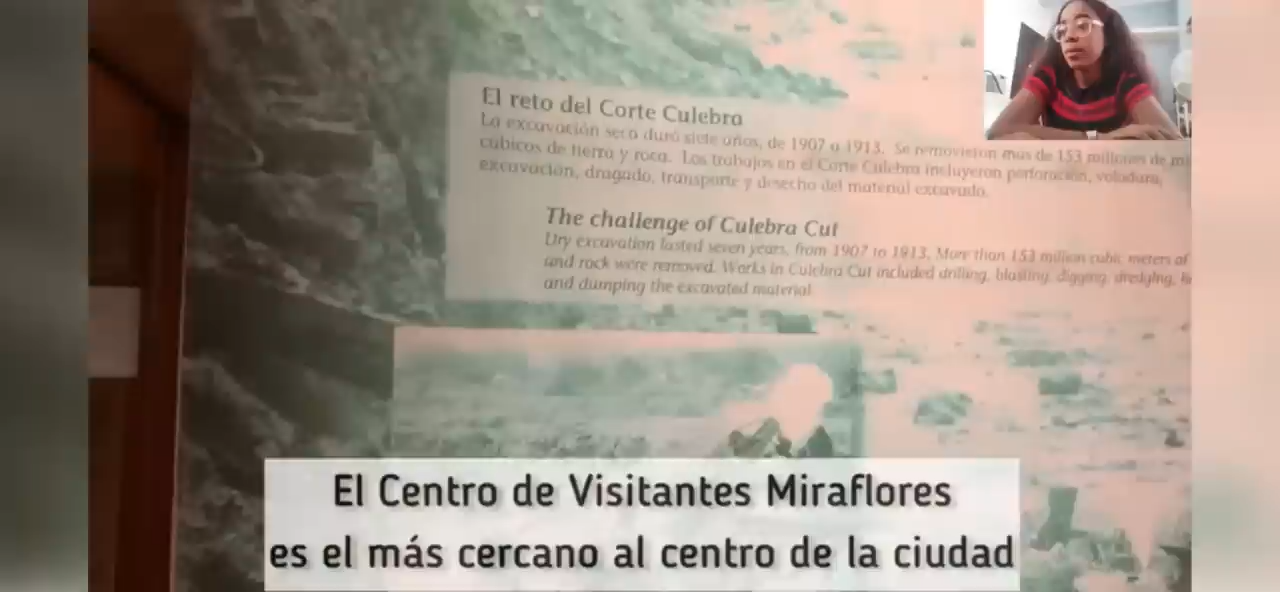 El reto del Corte Culebra
La excavación seca duró siete años, de 1907 a 1913. Se removieron mas de 153 millones de
cúbicos de tierra y roca. Los trabajos en el Corte Culebra incluyeron perforación, voladura,
excavación, dragado, transporte y desecho del material excavado.
The challenge of Culebra Cut
Dry excavation lasted seven years, from 1907 to 1913. More than 153 million cubic meters of
and rock were removed. Works in Culebra Cut included drilling, blasting, digging, dredging,
and dumping the excavated material.
El Centro de Visitantes Miraflores
es el más cercano al centro de la ciudad